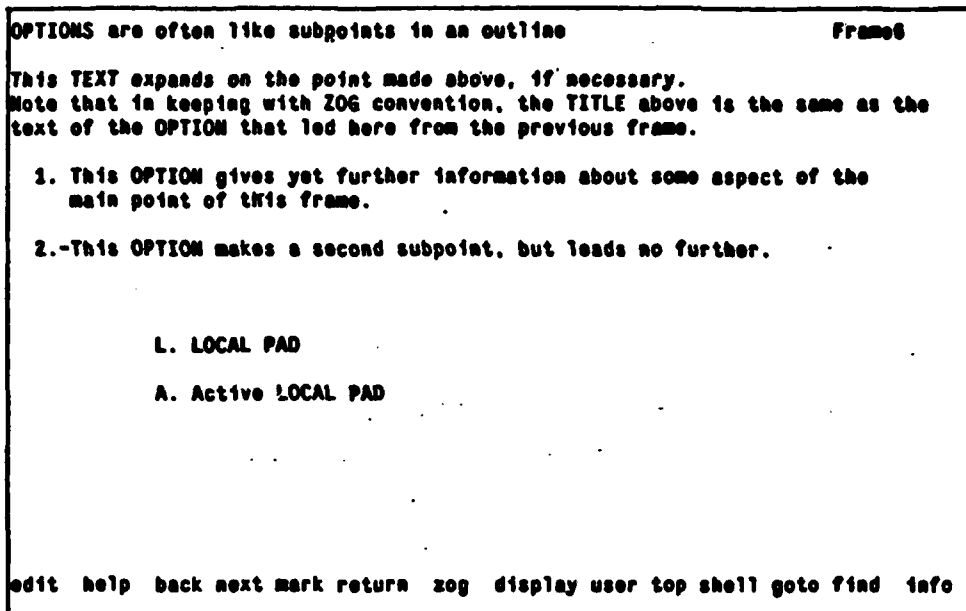 OPTIONS are often like subpoints in an outline Frame6
This TEXT expands on the point made above, if necessary.
Note that in keeping with ZOG convention, the TITLE above is the same as the
text of the OPTION that led here from the previous frame.
1. This OPTION gives yet further information about some aspect of the
main point of this frame.
2.-This OPTION makes a second subpoint, but leads no further.
L. LOCAL PAD
A. Active LOCAL PAD
edit help back next mark return zog display user top shell goto find info